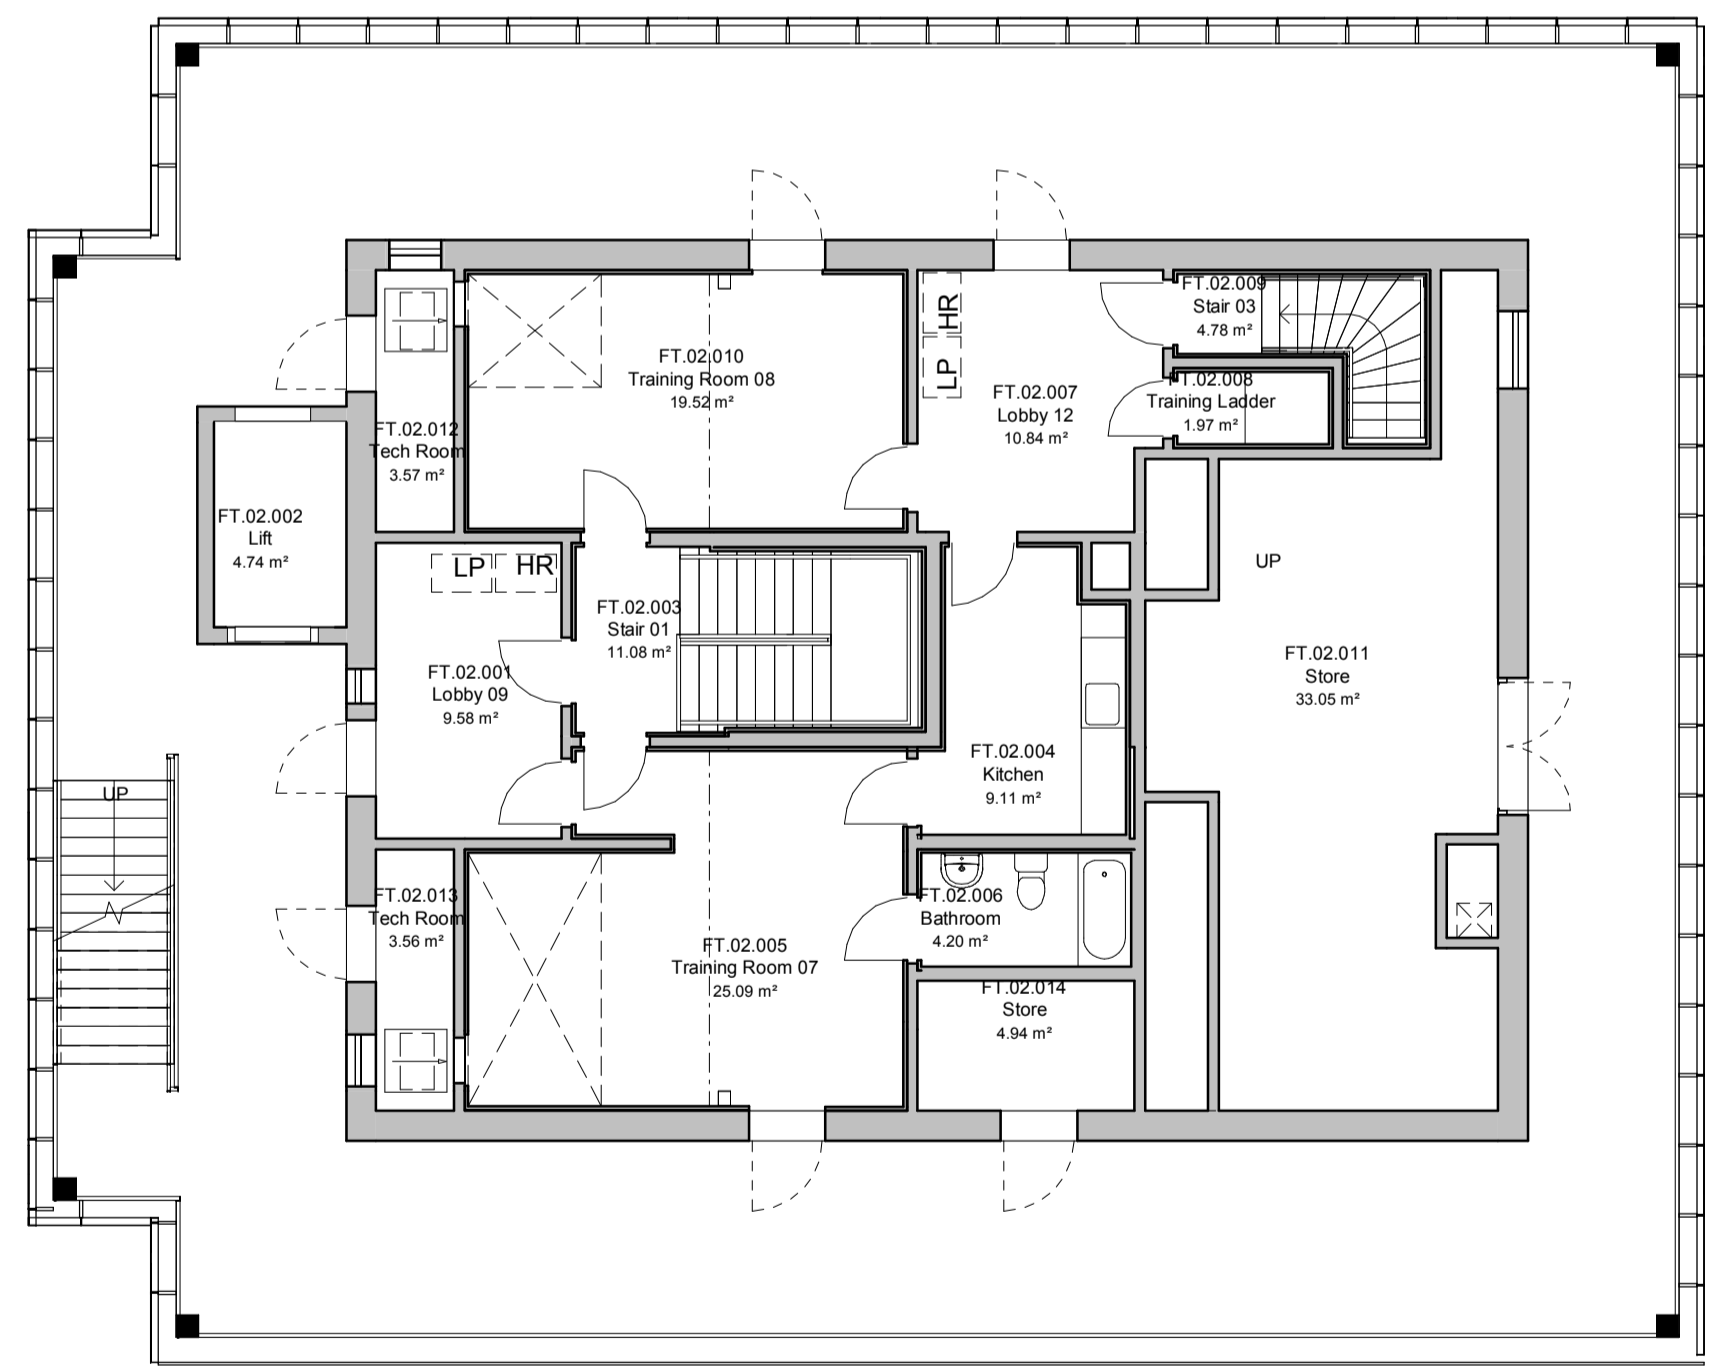 FT.02.009
Stair 03
4.78 m²
HR
LP
FT.02.010
Training Room 08
19.52 m²
FT.02.008
Training Ladder
1.97 m²
FT.02.007
Lobby 12
10.84 m²
FT.02.012
Tech Room
3.57 m²
FT.02.002
Lift
4.74 m²
LP
HR
UP
FT.02.003
Stair 01
11.08 m²
FT.02.001
Lobby 09
9.58 m²
FT.02.011
Store
33.05 m²
FT.02.004
Kitchen
9.11 m²
UP
FT.02.013
Tech Room
3.56 m²
FT.02.006
Bathroom
4.20 m²
FT.02.005
Training Room 07
25.09 m²
FT.02.014
Store
4.94 m²